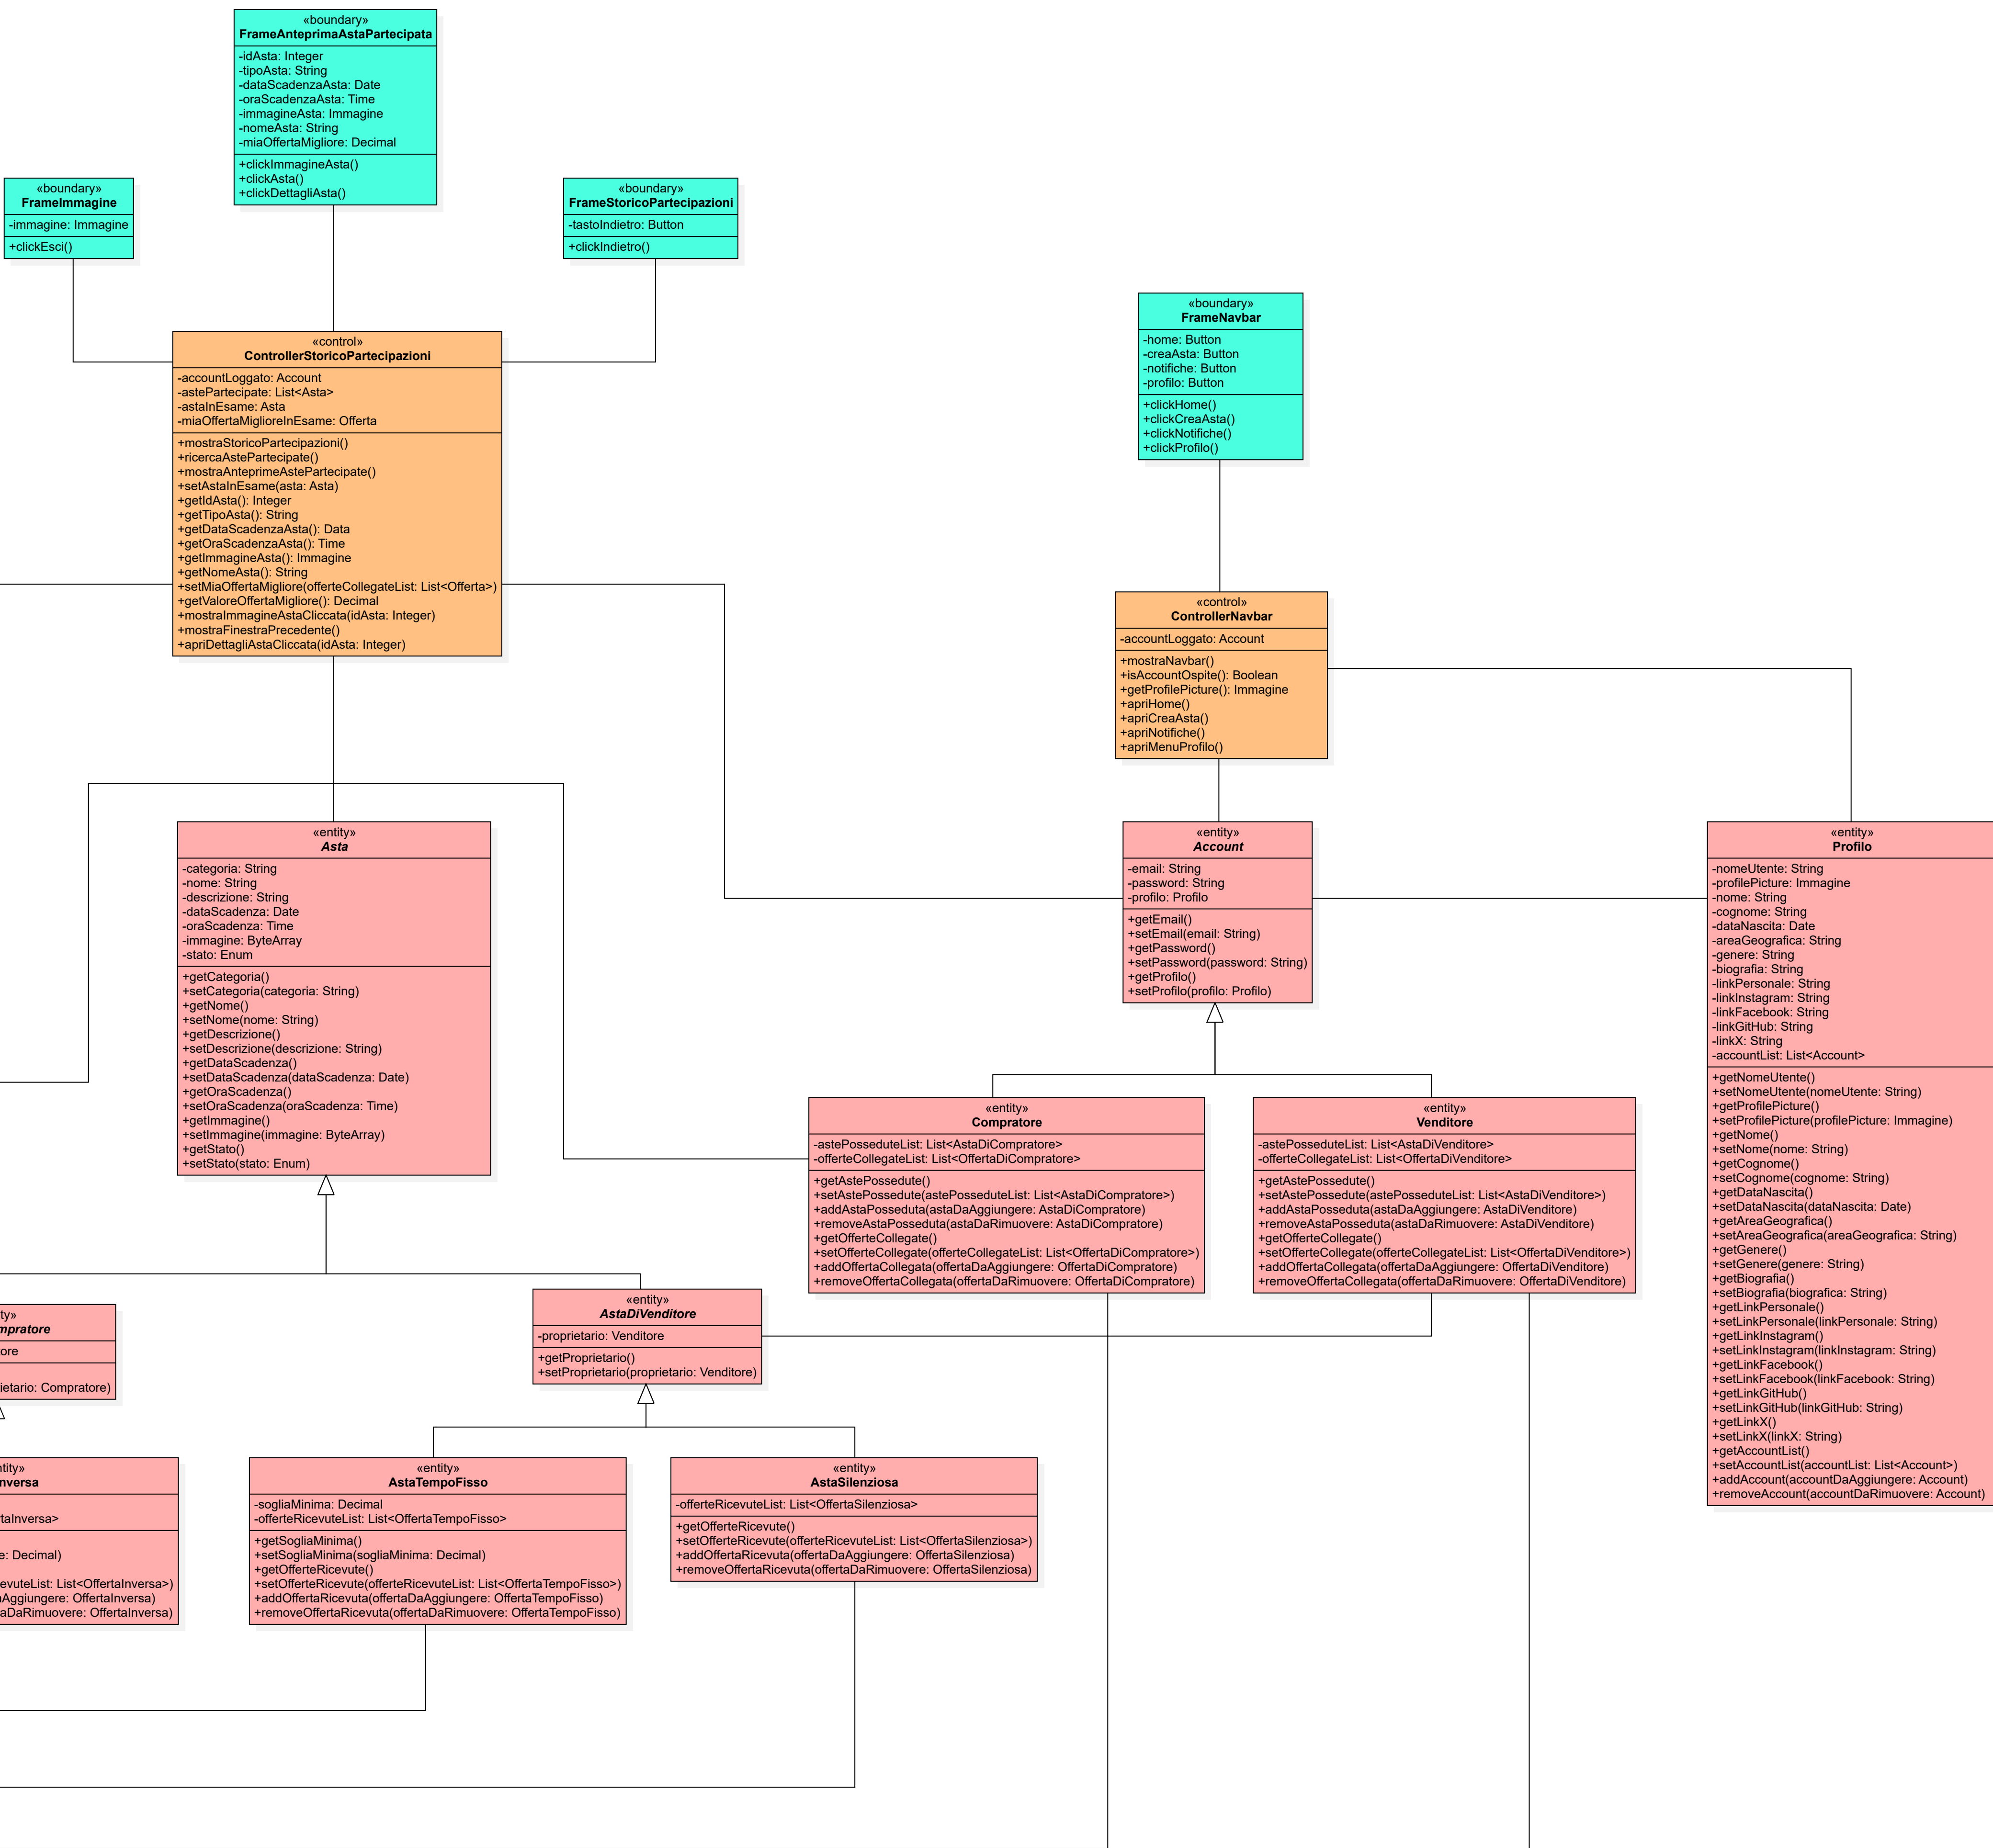 «boundary»
FrameAnteprimaAstaPartecipata
-idAsta: Integer
-tipoAsta: String
-dataScadenzaAsta: Date
-oraScadenzaAsta: Time
-immagineAsta: Immagine
-nomeAsta: String
-miaOffertaMigliore: Decimal
+clickImmagineAsta()
+clickAsta()
+clickDettagliAsta()
«boundary»
FrameImmagine
-immagine: Immagine
+clickEsci()
«boundary»
FrameStoricoPartecipazioni
-tastoIndietro: Button
+clickIndietro()
«boundary»
FrameNavbar
-home: Button
-creaAsta: Button
-notifiche: Button
-profilo: Button
+clickHome()
+clickCreaAsta()
+clickNotifiche()
+clickProfilo()
«control»
ControllerStoricoPartecipazioni
-accountLoggato: Account
-astePartecipate: List<Asta>
-astaInEsame: Asta
-miaOffertaMiglioreInEsame: Offerta
+mostraStoricoPartecipazioni()
+ricercaAstePartecipate()
+mostraAnteprimeAstePartecipate()
+setAstaInEsame(asta: Asta)
+getIdAsta(): Integer
+getTipoAsta(): String
+getDataScadenzaAsta(): Data
+getOraScadenzaAsta(): Time
+getImmagineAsta(): Immagine
+getNomeAsta(): String
+setMiaOffertaMigliore(offerteCollegateList: List<Offerta>)
+getValoreOffertaMigliore(): Decimal
+mostraImmagineAstaCliccata(idAsta: Integer)
+mostraFinestraPrecedente()
+apriDettagliAstaCliccata(idAsta: Integer)
«control»
ControllerNavbar
-accountLoggato: Account
+mostraNavbar()
+isAccountOspite(): Boolean
+getProfilePicture(): Immagine
+apriHome()
+apriCreaAsta()
+apriNotifiche()
+apriMenuProfilo()
«entity»
Asta
-categoria: String
-nome: String
-descrizione: String
-dataScadenza: Date
-oraScadenza: Time
-immagine: ByteArray
-stato: Enum
+getCategoria()
+setCategoria(categoria: String)
+getNome()
+setNome(nome: String)
+getDescrizione()
+setDescrizione(descrizione: String)
+getDataScadenza()
+setDataScadenza(dataScadenza: Date)
+getOraScadenza()
+setOraScadenza(oraScadenza: Time)
+getImmagine()
+setImmagine(immagine: ByteArray)
+getStato()
+setStato(stato: Enum)
«entity»
Account
-email: String
-password: String
-profilo: Profilo
+getEmail()
+setEmail(email: String)
+getPassword()
+setPassword(password: String)
+getProfilo()
+setProfilo(profilo: Profilo)
«entity»
Profilo
-nomeUtente: String
-profilePicture: Immagine
-nome: String
-cognome: String
-dataNascita: Date
-areaGeografica: String
-genere: String
-biografia: String
-linkPersonale: String
-linkInstagram: String
-linkFacebook: String
-linkGitHub: String
-linkX: String
-accountList: List<Account>
+getNomeUtente()
+setNomeUtente(nomeUtente: String)
+getProfilePicture()
+setProfilePicture(profilePicture: Immagine)
+getNome()
+setNome(nome: String)
+getCognome()
+setCognome(cognome: String)
+getDataNascita()
+setDataNascita(dataNascita: Date)
+getAreaGeografica()
+setAreaGeografica(areaGeografica: String)
+getGenere()
+setGenere(genere: String)
+getBiografia()
+setBiografia(biografica: String)
+getLinkPersonale()
+setLinkPersonale(linkPersonale: String)
+getLinkInstagram()
+setLinkInstagram(linkInstagram: String)
+getLinkFacebook()
+setLinkFacebook(linkFacebook: String)
+getLinkGitHub()
+setLinkGitHub(linkGitHub: String)
+getLinkX()
+setLinkX(linkX: String)
+getAccountList()
+setAccountList(accountList: List<Account>)
+addAccount(accountDaAggiungere: Account)
+removeAccount(accountDaRimuovere: Account)
«entity»
Compratore
-astePosseduteList: List<AstaDiCompratore>
-offerteCollegateList: List<OffertaDiCompratore>
+getAstePossedute()
+setAstePossedute(astePosseduteList: List<AstaDiCompratore>)
+addAstaPosseduta(astaDaAggiungere: AstaDiCompratore)
+removeAstaPosseduta(astaDaRimuovere: AstaDiCompratore)
+getOfferteCollegate()
+setOfferteCollegate(offerteCollegateList: List<OffertaDiCompratore>)
+addOffertaCollegata(offertaDaAggiungere: OffertaDiCompratore)
+removeOffertaCollegata(offertaDaRimuovere: OffertaDiCompratore)
«entity»
Venditore
-astePosseduteList: List<AstaDiVenditore>
-offerteCollegateList: List<OffertaDiVenditore>
+getAstePossedute()
+setAstePossedute(astePosseduteList: List<AstaDiVenditore>)
+addAstaPosseduta(astaDaAggiungere: AstaDiVenditore)
+removeAstaPosseduta(astaDaRimuovere: AstaDiVenditore)
+getOfferteCollegate()
+setOfferteCollegate(offerteCollegateList: List<OffertaDiVenditore>)
+addOffertaCollegata(offertaDaAggiungere: OffertaDiVenditore)
+removeOffertaCollegata(offertaDaRimuovere: OffertaDiVenditore)
ty»
mpratore
ore
ietario: Compratore)
«entity»
AstaDiVenditore
-proprietario: Venditore
+getProprietario()
+setProprietario(proprietario: Venditore)
ntity»
nversa
taInversa>
e: Decimal)
evuteList: List<OffertaInversa>)
aAggiungere: OffertaInversa)
aDaRimuovere: OffertaInversa)
«entity»
AstaTempoFisso
-sogliaMinima: Decimal
-offerteRicevuteList: List<OffertaTempoFisso>
+getSogliaMinima()
+setSogliaMinima(sogliaMinima: Decimal)
+getOfferteRicevute()
+setOfferteRicevute(offerteRicevuteList: List<OffertaTempoFisso>)
+addOffertaRicevuta(offertaDaAggiungere: OffertaTempoFisso)
+removeOffertaRicevuta(offertaDaRimuovere: OffertaTempoFisso)
«entity»
AstaSilenziosa
-offerteRicevuteList: List<OffertaSilenziosa>
+getOfferteRicevute()
+setOfferteRicevute(offerteRicevuteList: List<OffertaSilenziosa>)
+addOffertaRicevuta(offertaDaAggiungere: OffertaSilenziosa)
+removeOffertaRicevuta(offertaDaRimuovere: OffertaSilenziosa)